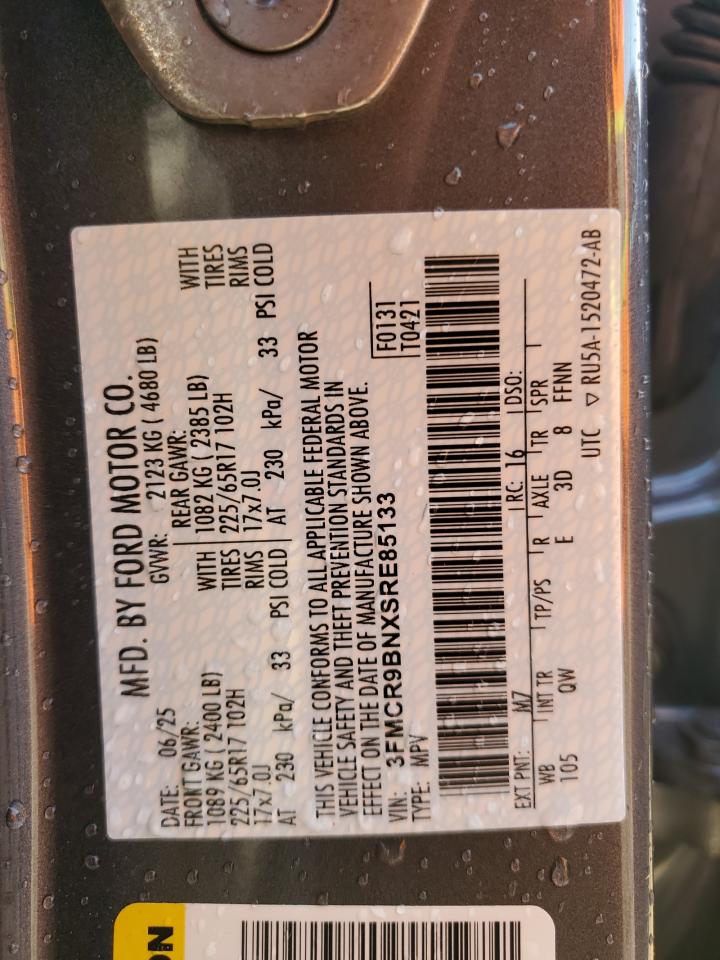 MFD. BY FORD MOTOR CO.
DATE: 06/25 GVWR: 2123 KG ( 4680 LB)
FRONT GAWR: REAR GAWR:
1089 KG ( 2400 LB) WITH 1082 KG ( 2385 LB) WITH
225/65R17 102H TIRES 225/65R17 102H TIRES
17x7.0J RIMS 17x7.0J RIMS
AT 230 kPa/ 33 PSI COLD AT 230 kPa/ 33 PSI COLD
THIS VEHICLE CONFORMS TO ALL APPLICABLE FEDERAL MOTOR
VEHICLE SAFETY AND THEFT PREVENTION STANDARDS IN
EFFECT ON THE DATE OF MANUFACTURE SHOWN ABOVE.
VIN: 3FMCR9BNXSRE85133 F0131
TYPE: MPV T0421
EXT PNT: M7 RC: 16 DSO:
WB INT TR TP/PS R AXLE TR SPR
105 QW E 3D 8 FFNN
UTC ▽ RU5A-1520472-AB
ON